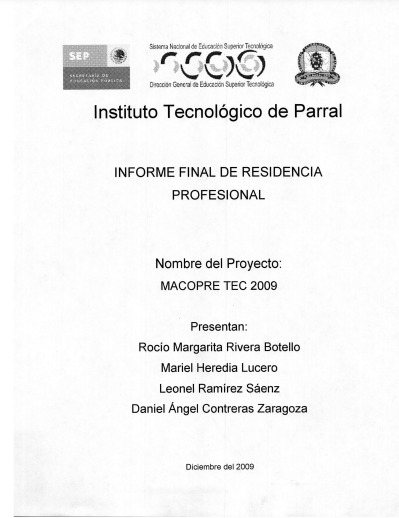 SEP
SECRETARÍA DE
EDUCACIÓN PÚBLICA
Sistema Nacional de Educación Superior Tecnológica
Dirección General de Educación Superior Tecnológica
Instituto Tecnológico de Parral
INFORME FINAL DE RESIDENCIA
PROFESIONAL
Nombre del Proyecto:
MACOPRE TEC 2009
Presentan:
Rocio Margarita Rivera Botello
Mariel Heredia Lucero
Leonel Ramírez Sáenz
Daniel Ángel Contreras Zaragoza
Diciembre del 2009